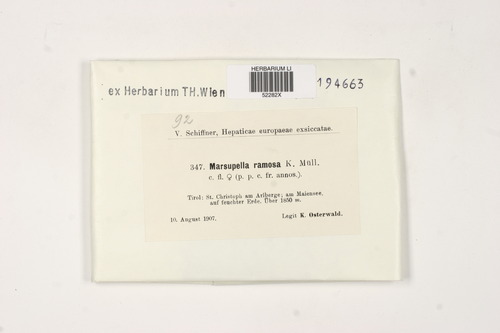 HERBARIUM LI
52282X
ex Herbarium TH.Wien
194663
92
V. Schiffner, Hepaticae europaeae exsiccatae.
347. Marsupella ramosa K. Müll.
c. fl. ♀ (p. p. c. fr. annos.).
Tirol: St. Christoph am Arlberge; am Maiensee,
auf feuchter Erde. Über 1850 m.
10. August 1907. Legit K. Osterwald.